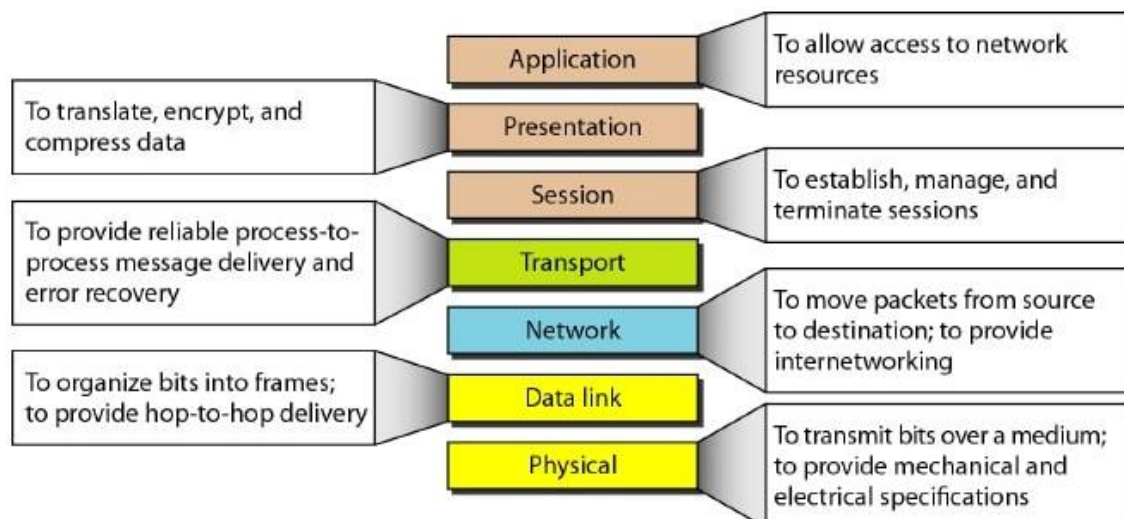 Application
To allow access to network
resources
To translate, encrypt, and
compress data
Presentation
Session
To establish, manage, and
terminate sessions
To provide reliable process-to-
process message delivery and
error recovery
Transport
Network
To move packets from source
to destination; to provide
internetworking
To organize bits into frames;
to provide hop-to-hop delivery
Data link
Physical
To transmit bits over a medium;
to provide mechanical and
electrical specifications